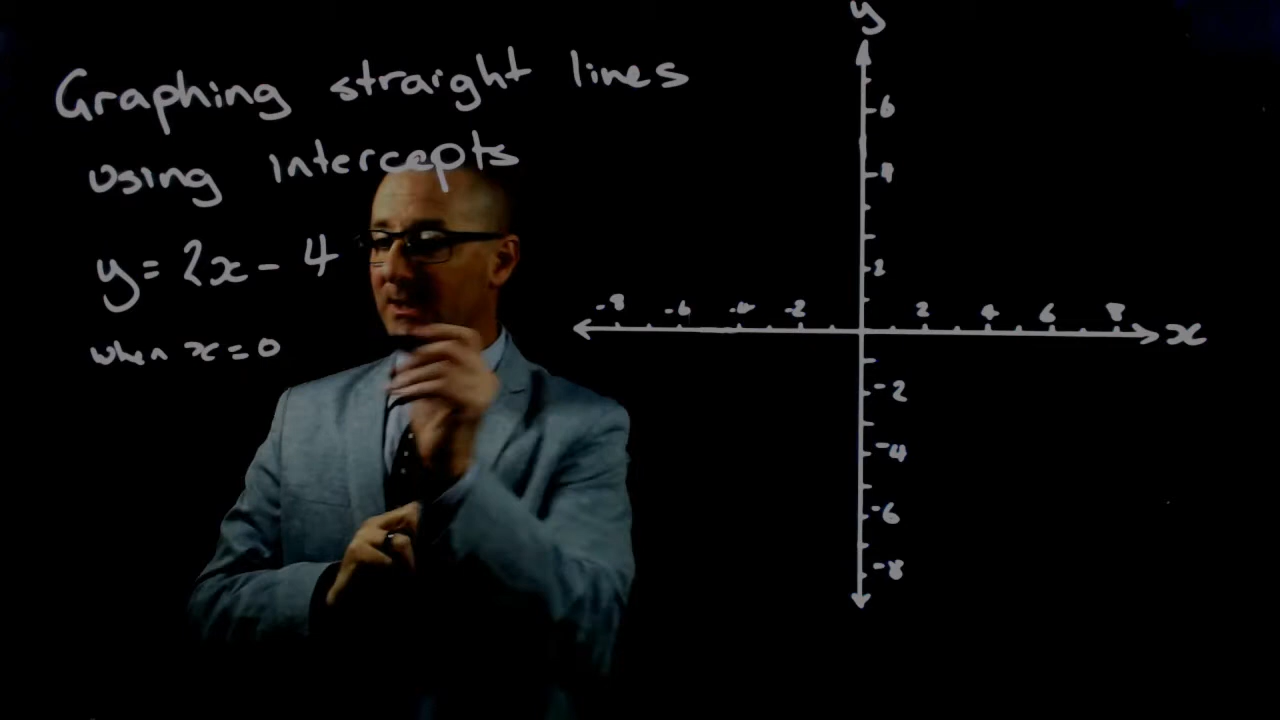 Graphing straight lines
using intercepts
y = 2x - 4
when x = 0
y
6
4
2
-8 -6 -4 -2 2 4 6 8 x
-2
-4
-6
-8